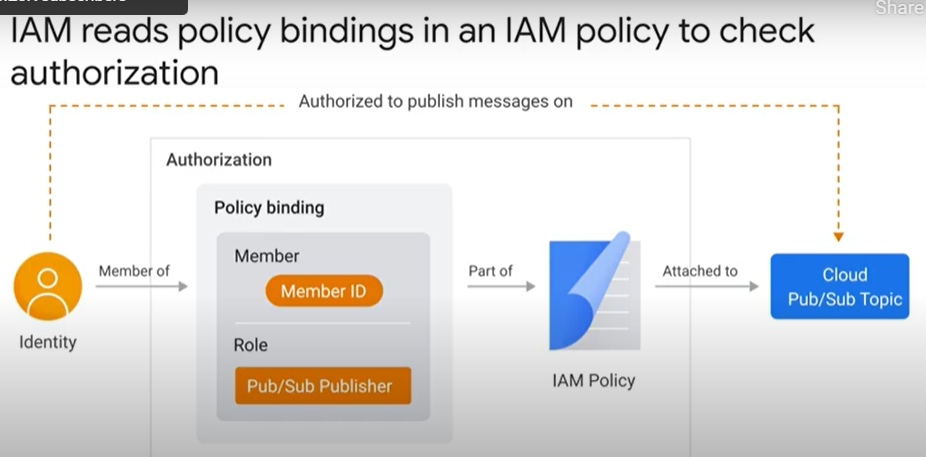 Share
IAM reads policy bindings in an IAM policy to check
authorization
Authorized to publish messages on
Authorization
Policy binding
Member
Member ID
Role
Pub/Sub Publisher
Member of
Identity
Part of
IAM Policy
Attached to
Cloud
Pub/Sub Topic